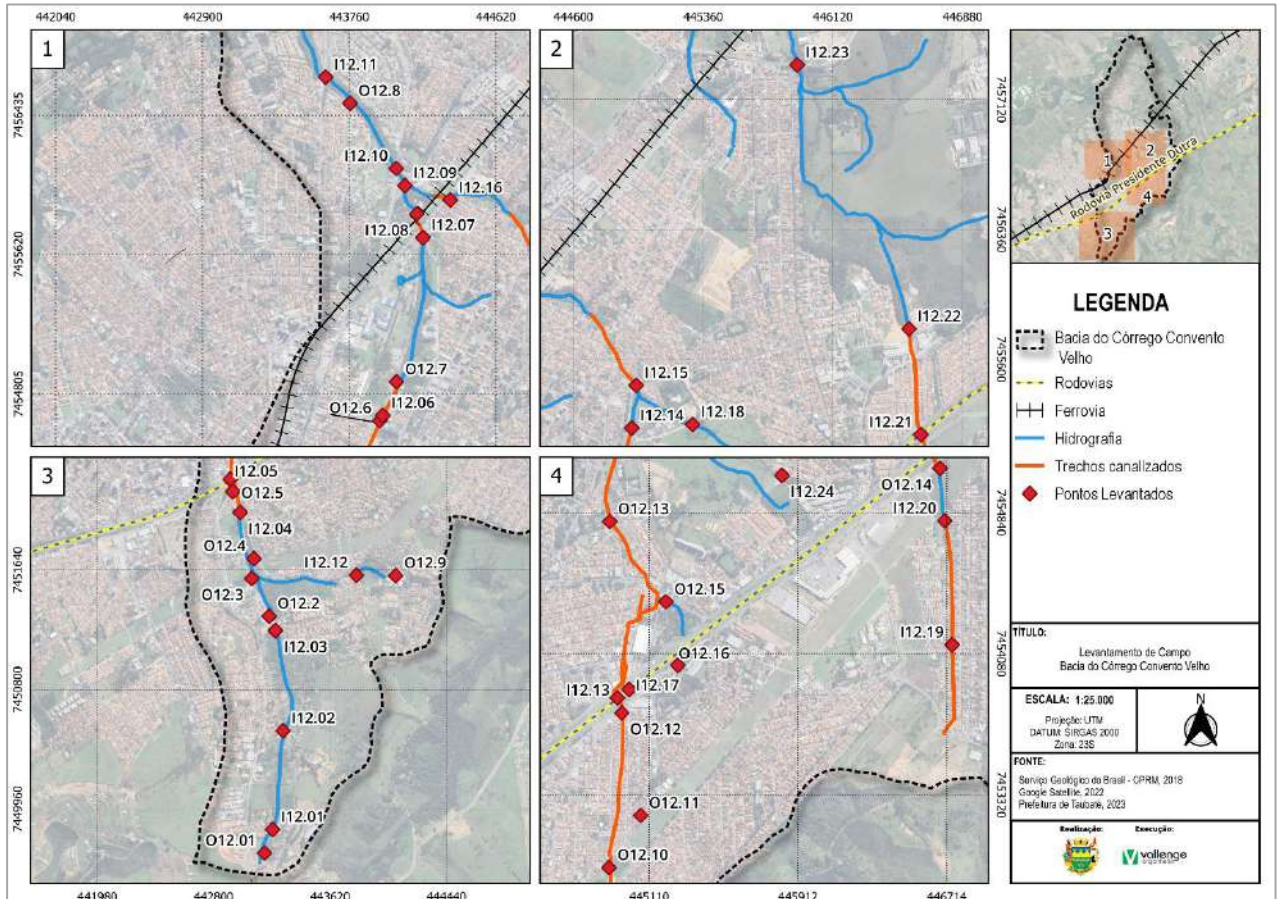 442040 442900 443760 444620
444600 445360 446120 446880
1
I12.11
O12.8
7456435
I12.10
I12.09
I12.16
I12.07
I12.08
7455620
O12.7
7454805
O12.6
I12.06
2
I12.23
7457120
7456360
I12.22
7455600
I12.15
I12.14
I12.18
I12.21
3
I12.05
O12.5
I12.04
O12.4
I12.12
O12.9
7451640
O12.3
O12.2
I12.03
7450800
I12.02
7449960
I12.01
O12.01
4
O12.14
I12.24
7454840
O12.13
I12.20
O12.15
I12.19
7454080
O12.16
I12.17
I12.13
O12.12
7453320
O12.11
O12.10
441980 442800 443620 444440
445110 445912 446714
1
2
Rodovia Presidente Dutra
4
3
LEGENDA
Bacia do Córrego Convento
Velho
Rodovias
Ferrovia
Hidrografia
Trechos canalizados
Pontos Levantados
TÍTULO:
Levantamento de Campo
Bacia do Córrego Convento Velho
ESCALA: 1:25.000
Projeção: UTM
DATUM: SIRGAS 2000
Zona: 23S
N
FONTE:
Serviço Geológico do Brasil - CPRM, 2018
Google Satellite, 2022
Prefeitura de Taubaté, 2023
Realização:
Execução:
vallenge